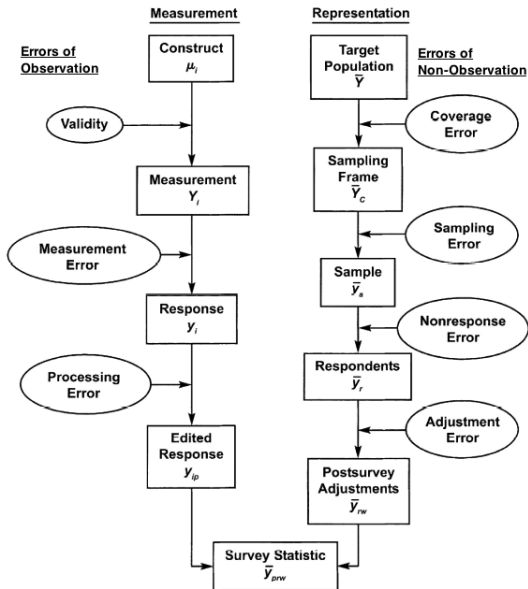 Measurement
Representation
Errors of
Observation
Construct
μi
Target
Population
Ȳ
Errors of
Non-Observation
Validity
Coverage
Error
Measurement
Yi
Sampling
Frame
ȲC
Measurement
Error
Sampling
Error
Sample
ȳs
Response
yi
Nonresponse
Error
Respondents
ȳr
Processing
Error
Adjustment
Error
Edited
Response
yip
Postsurvey
Adjustments
ȳrw
Survey Statistic
ȳprw